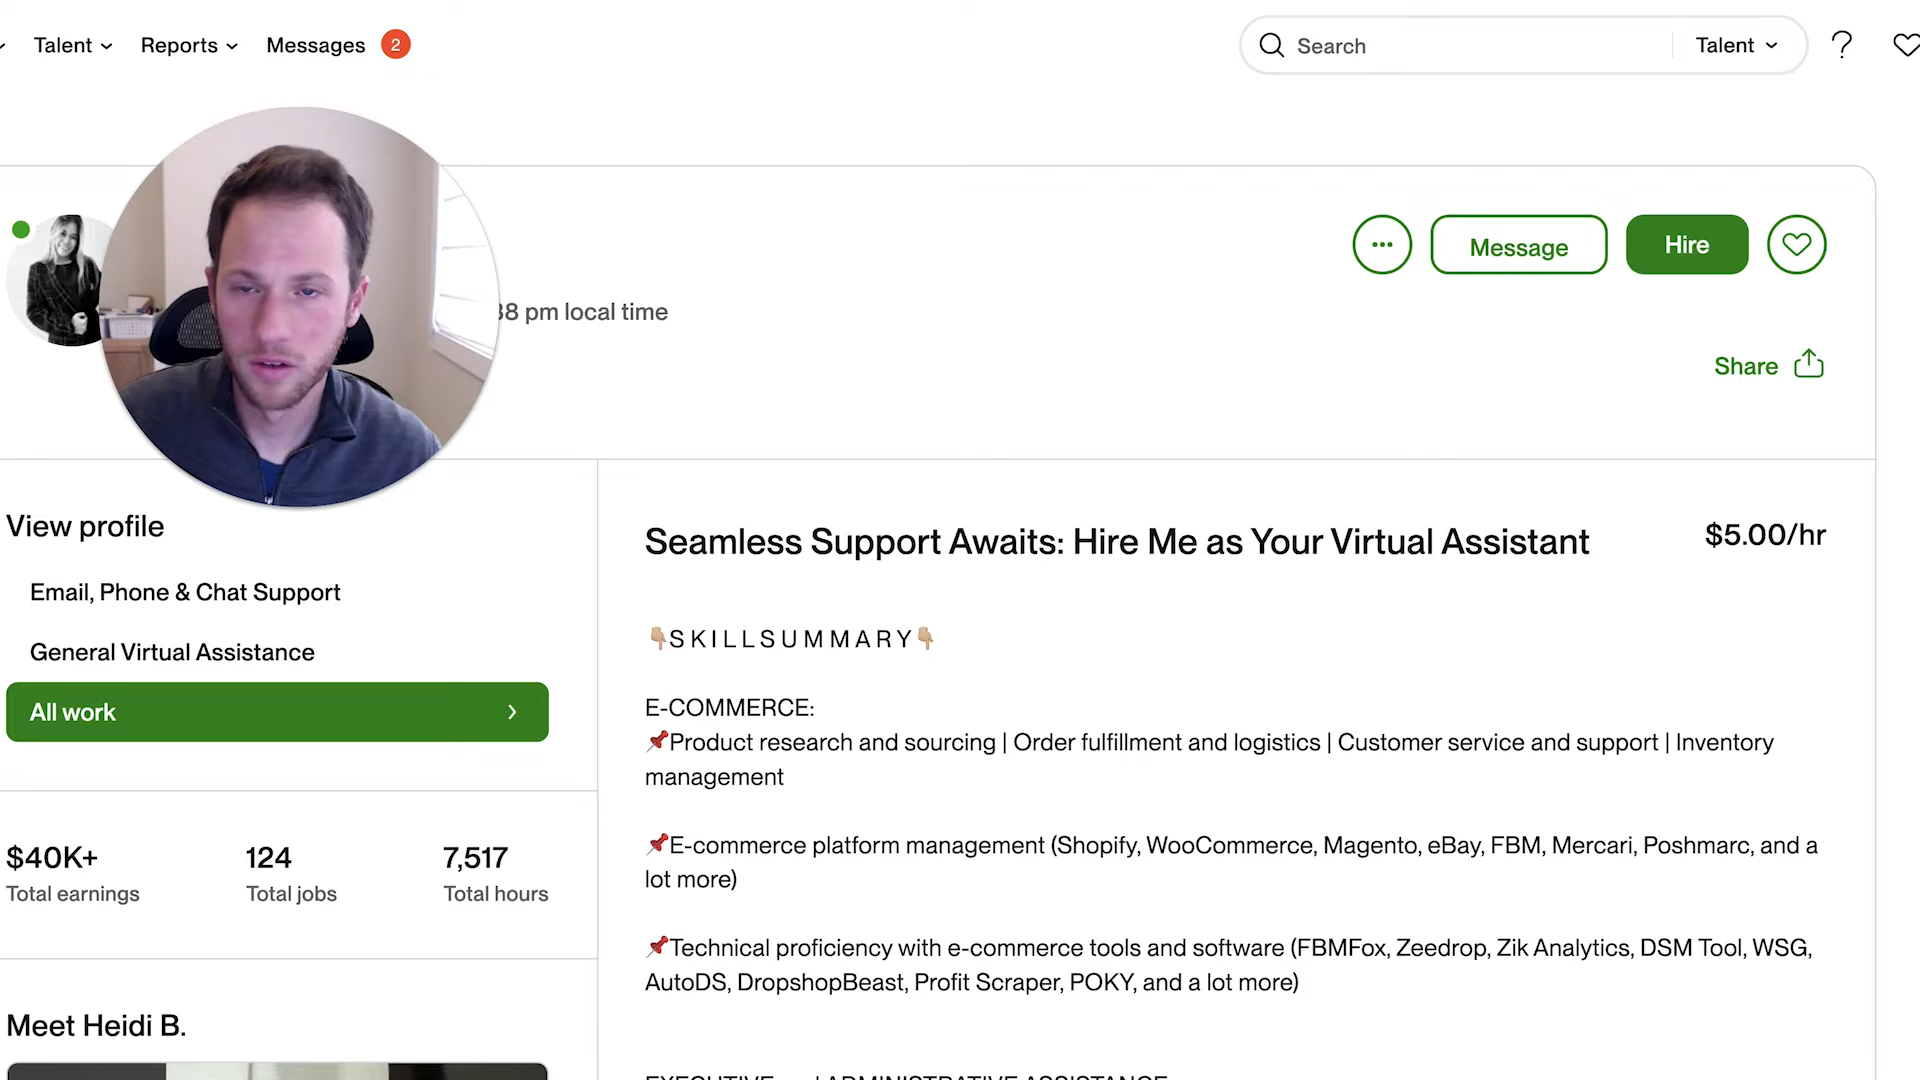 Talent
Reports
Messages
2
Search
Talent
?
38 pm local time
Message
Hire
Share
View profile
Email, Phone & Chat Support
General Virtual Assistance
All work
$40K+
Total earnings
124
Total jobs
7,517
Total hours
Meet Heidi B.
Seamless Support Awaits: Hire Me as Your Virtual Assistant
$5.00/hr
👇🏼S K I L L S U M M A R Y👇🏼
E-COMMERCE:
📌Product research and sourcing | Order fulfillment and logistics | Customer service and support | Inventory
management
📌E-commerce platform management (Shopify, WooCommerce, Magento, eBay, FBM, Mercari, Poshmarc, and a
lot more)
📌Technical proficiency with e-commerce tools and software (FBMFox, Zeedrop, Zik Analytics, DSM Tool, WSG,
AutoDS, DropshopBeast, Profit Scraper, POKY, and a lot more)
ADMINISTRATIVE ASSISTANCE